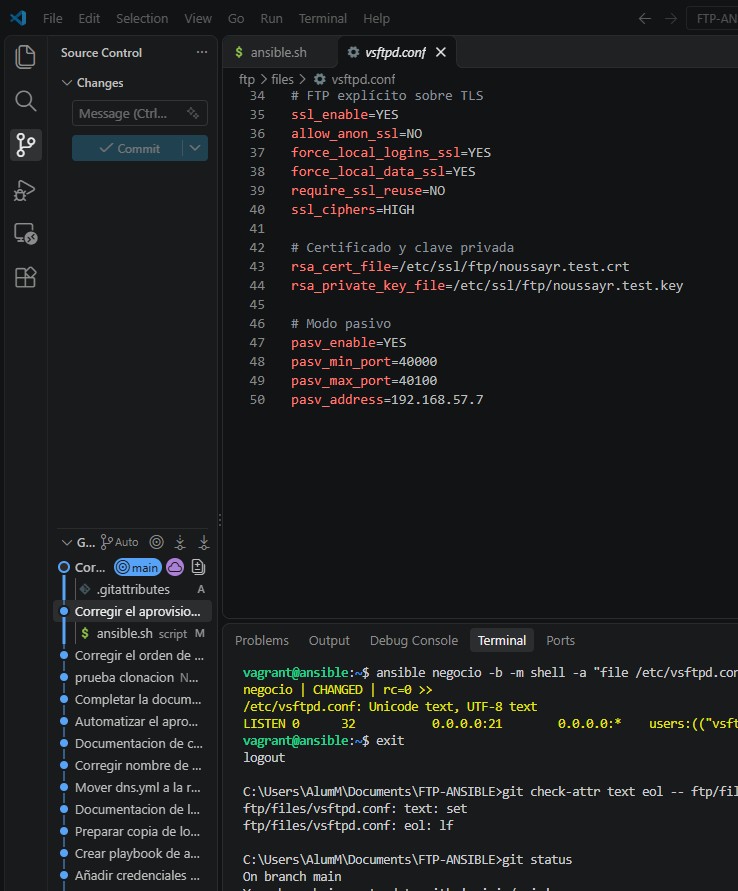 File Edit Selection View Go Run Terminal Help
FTP-AN
Source Control
Changes
Message (Ctrl...
Commit
G... Auto
Cor... main
.gitattributes A
Corregir el aprovisio...
$ ansible.sh script M
Corregir el orden de ...
prueba clonacion N...
Completar la docum...
Automatizar el apro...
Documentacion de c...
Corregir nombre de ...
Mover dns.yml a la r...
Documentacion de l...
Preparar copia de lo...
Crear playbook de a...
Añadir credenciales ...
$ ansible.sh
vsftpd.conf
ftp > files > vsftpd.conf
34 # FTP explícito sobre TLS
35 ssl_enable=YES
36 allow_anon_ssl=NO
37 force_local_logins_ssl=YES
38 force_local_data_ssl=YES
39 require_ssl_reuse=NO
40 ssl_ciphers=HIGH
41
42 # Certificado y clave privada
43 rsa_cert_file=/etc/ssl/ftp/noussayr.test.crt
44 rsa_private_key_file=/etc/ssl/ftp/noussayr.test.key
45
46 # Modo pasivo
47 pasv_enable=YES
48 pasv_min_port=40000
49 pasv_max_port=40100
50 pasv_address=192.168.57.7
Problems Output Debug Console Terminal Ports
vagrant@ansible:~$ ansible negocio -b -m shell -a "file /etc/vsftpd.con
negocio | CHANGED | rc=0 >>
/etc/vsftpd.conf: Unicode text, UTF-8 text
LISTEN 0 32 0.0.0.0:21 0.0.0.0:* users:(("vsft
vagrant@ansible:~$ exit
logout
C:\Users\AlumM\Documents\FTP-ANSIBLE>git check-attr text eol -- ftp/fil
ftp/files/vsftpd.conf: text: set
ftp/files/vsftpd.conf: eol: lf
C:\Users\AlumM\Documents\FTP-ANSIBLE>git status
On branch main